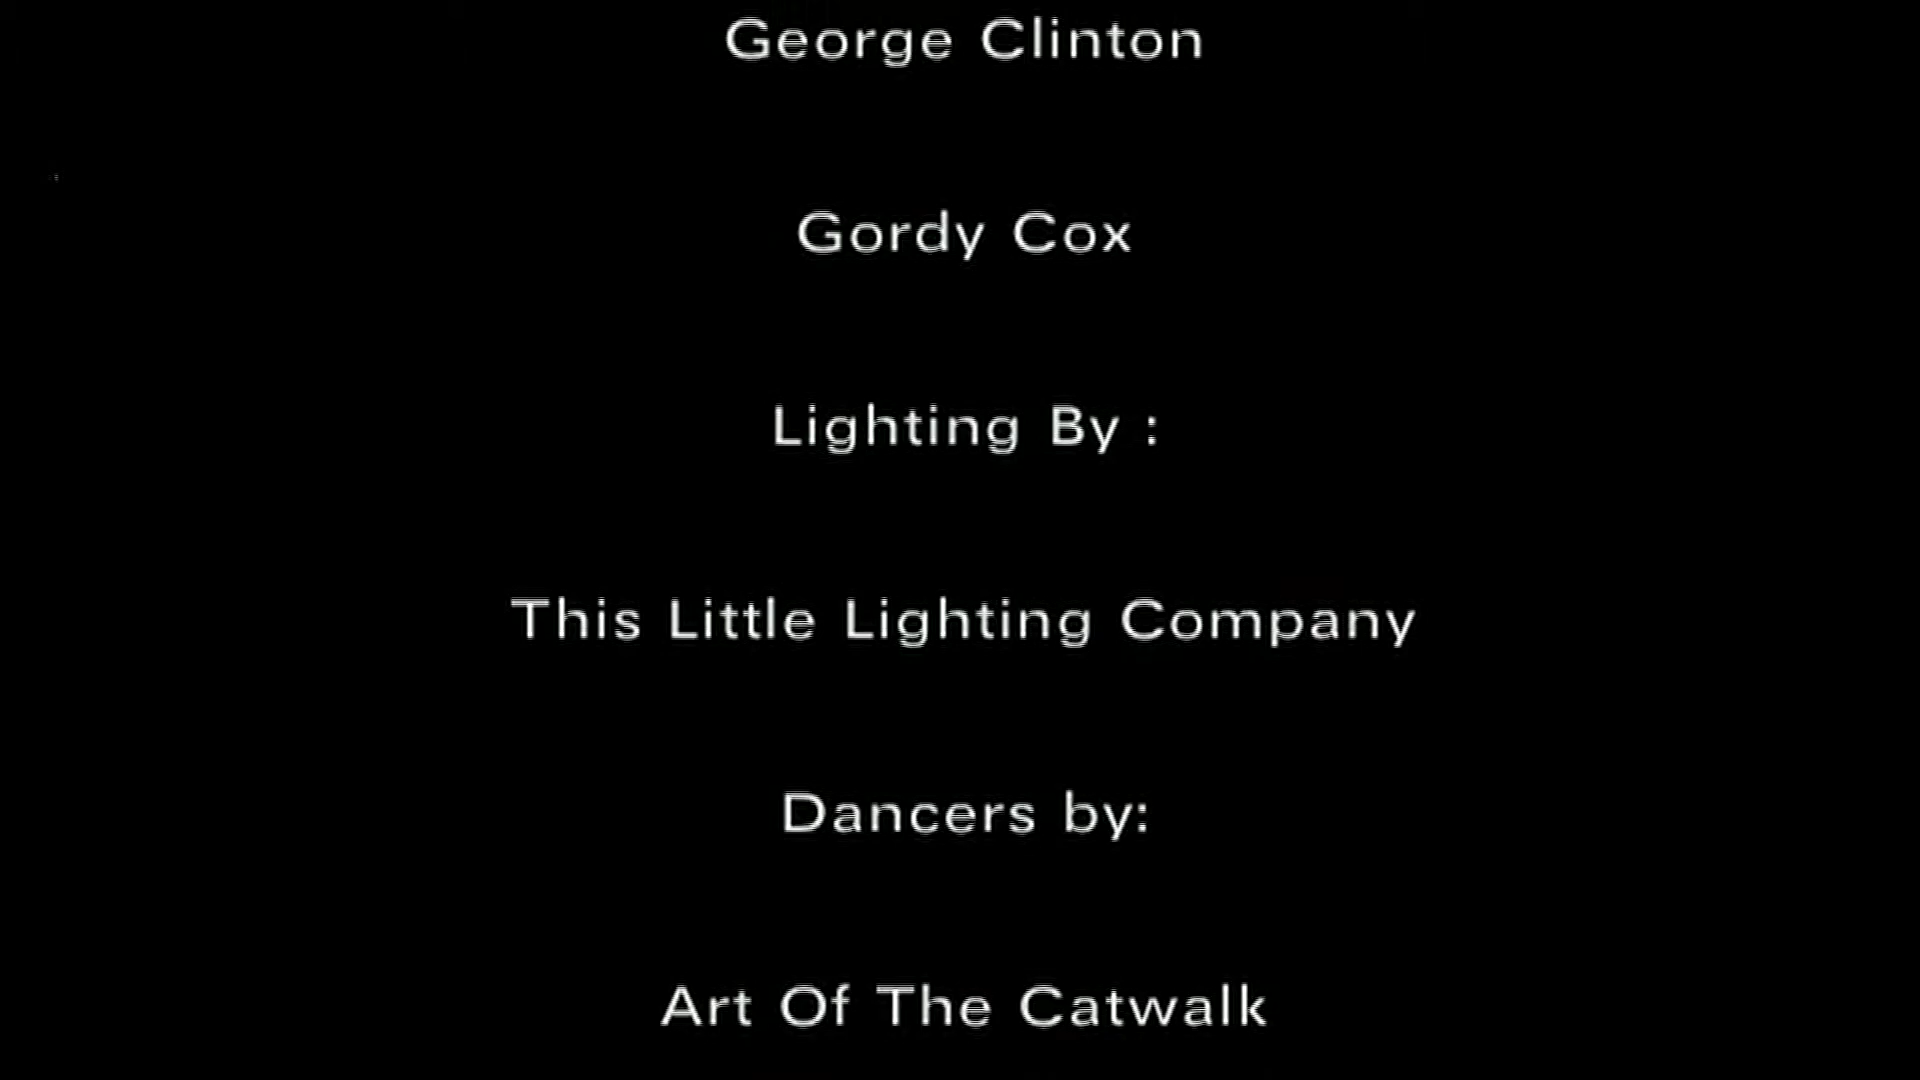 George Clinton
Gordy Cox
Lighting By :
This Little Lighting Company
Dancers by:
Art Of The Catwalk